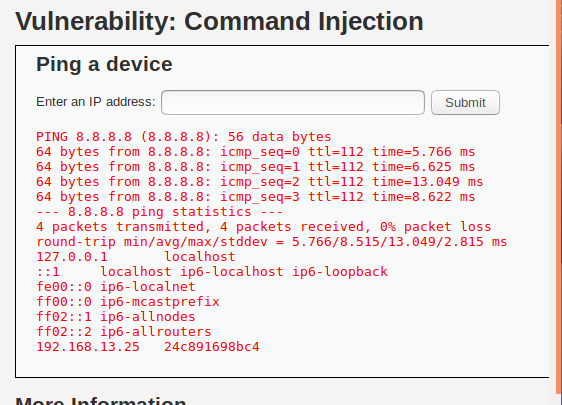 Vulnerability: Command Injection
Ping a device
Enter an IP address:
Submit
PING 8.8.8.8 (8.8.8.8): 56 data bytes
64 bytes from 8.8.8.8: icmp_seq=0 ttl=112 time=5.766 ms
64 bytes from 8.8.8.8: icmp_seq=1 ttl=112 time=6.625 ms
64 bytes from 8.8.8.8: icmp_seq=2 ttl=112 time=13.049 ms
64 bytes from 8.8.8.8: icmp_seq=3 ttl=112 time=8.622 ms
--- 8.8.8.8 ping statistics ---
4 packets transmitted, 4 packets received, 0% packet loss
round-trip min/avg/max/stddev = 5.766/8.515/13.049/2.815 ms
127.0.0.1       localhost
::1     localhost ip6-localhost ip6-loopback
fe00::0 ip6-localnet
ff00::0 ip6-mcastprefix
ff02::1 ip6-allnodes
ff02::2 ip6-allrouters
192.168.13.25   24c891698bc4
More Information